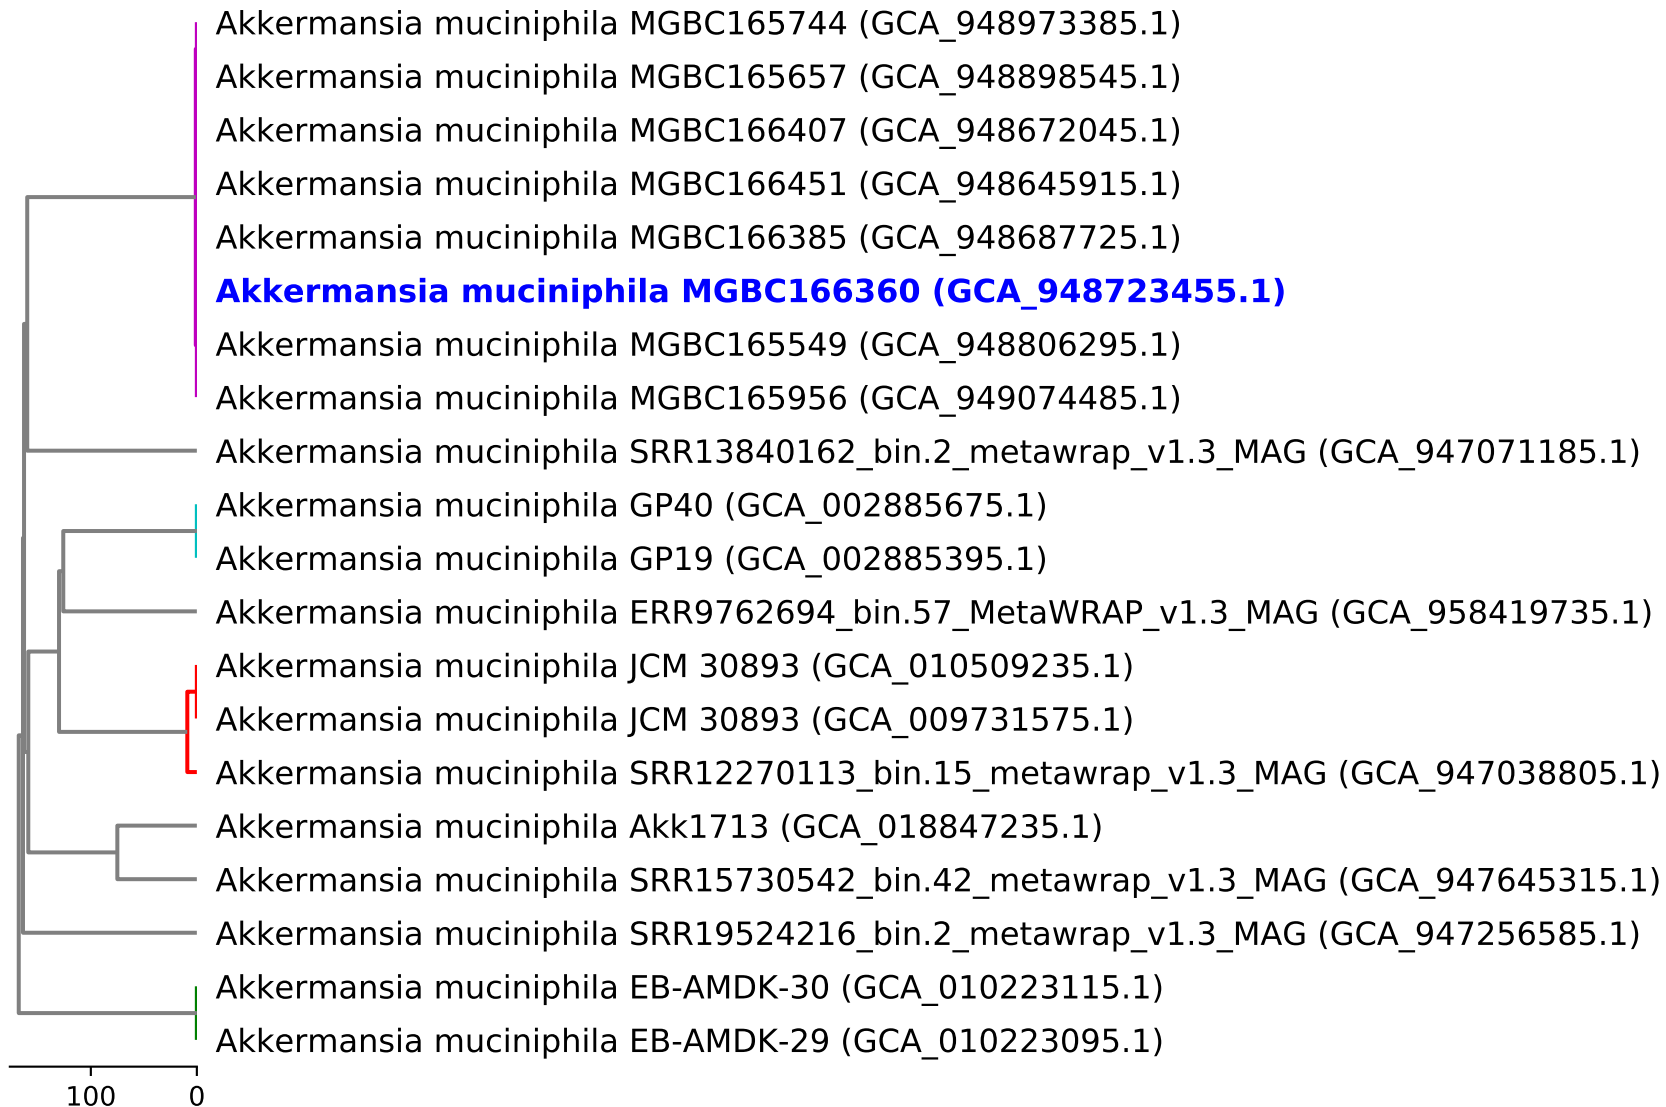 Akkermansia muciniphila MGBC165744 (GCA_948973385.1)
Akkermansia muciniphila MGBC165657 (GCA_948898545.1)
Akkermansia muciniphila MGBC166407 (GCA_948672045.1)
Akkermansia muciniphila MGBC166451 (GCA_948645915.1)
Akkermansia muciniphila MGBC166385 (GCA_948687725.1)
Akkermansia muciniphila MGBC166360 (GCA_948723455.1)
Akkermansia muciniphila MGBC165549 (GCA_948806295.1)
Akkermansia muciniphila MGBC165956 (GCA_949074485.1)
Akkermansia muciniphila SRR13840162_bin.2_metawrap_v1.3_MAG (GCA_947071185.1)
Akkermansia muciniphila GP40 (GCA_002885675.1)
Akkermansia muciniphila GP19 (GCA_002885395.1)
Akkermansia muciniphila ERR9762694_bin.57_MetaWRAP_v1.3_MAG (GCA_958419735.1)
Akkermansia muciniphila JCM 30893 (GCA_010509235.1)
Akkermansia muciniphila JCM 30893 (GCA_009731575.1)
Akkermansia muciniphila SRR12270113_bin.15_metawrap_v1.3_MAG (GCA_947038805.1)
Akkermansia muciniphila Akk1713 (GCA_018847235.1)
Akkermansia muciniphila SRR15730542_bin.42_metawrap_v1.3_MAG (GCA_947645315.1)
Akkermansia muciniphila SRR19524216_bin.2_metawrap_v1.3_MAG (GCA_947256585.1)
Akkermansia muciniphila EB-AMDK-30 (GCA_010223115.1)
Akkermansia muciniphila EB-AMDK-29 (GCA_010223095.1)
100 0